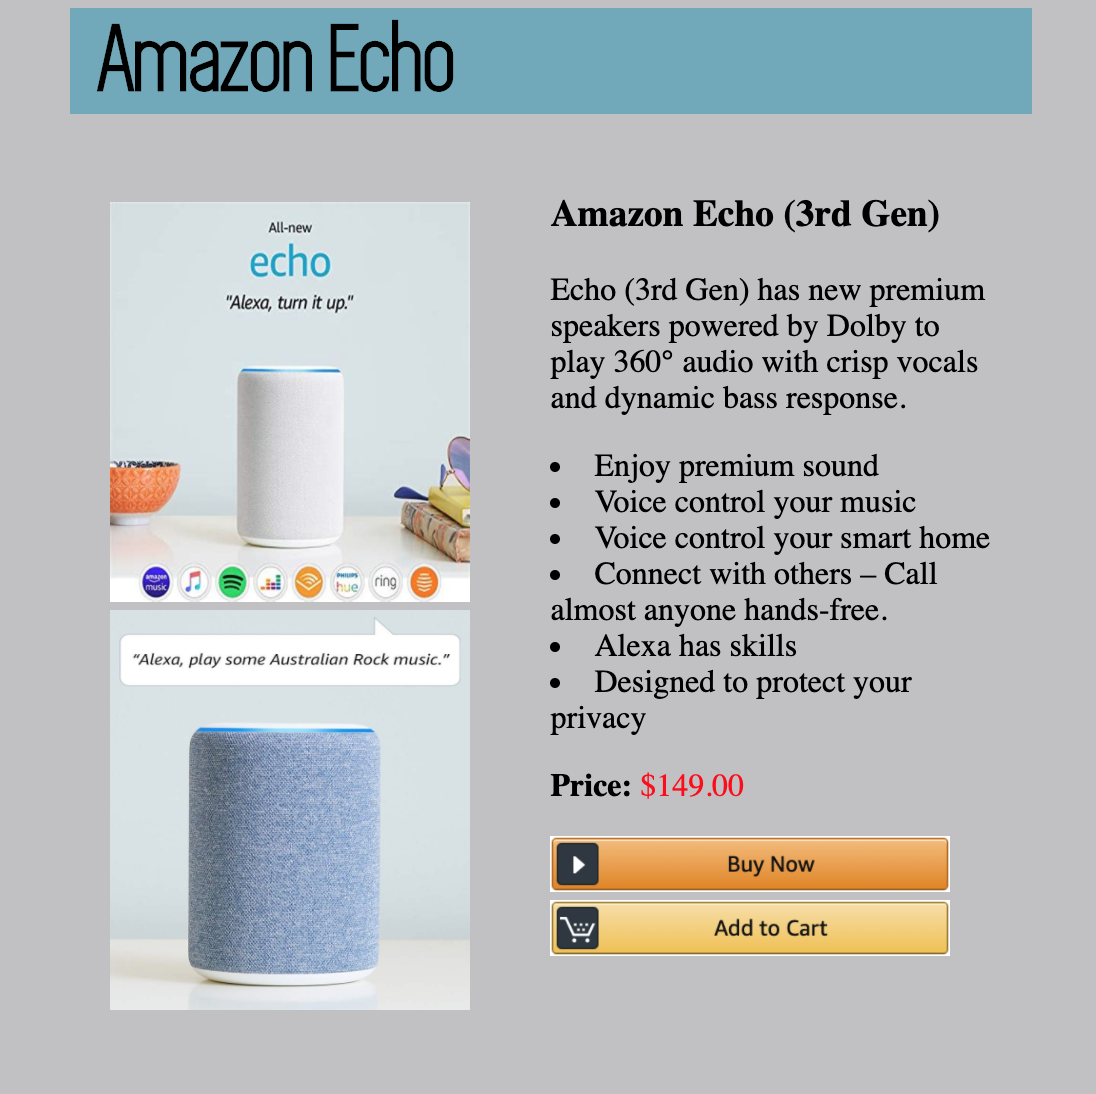 Amazon Echo
All-new
echo
"Alexa, turn it up."
amazon music
PHILIPS hue
ring
“Alexa, play some Australian Rock music.”
Amazon Echo (3rd Gen)
Echo (3rd Gen) has new premium
speakers powered by Dolby to
play 360° audio with crisp vocals
and dynamic bass response.
• Enjoy premium sound
• Voice control your music
• Voice control your smart home
• Connect with others – Call
almost anyone hands-free.
• Alexa has skills
• Designed to protect your
privacy
Price: $149.00
Buy Now
Add to Cart